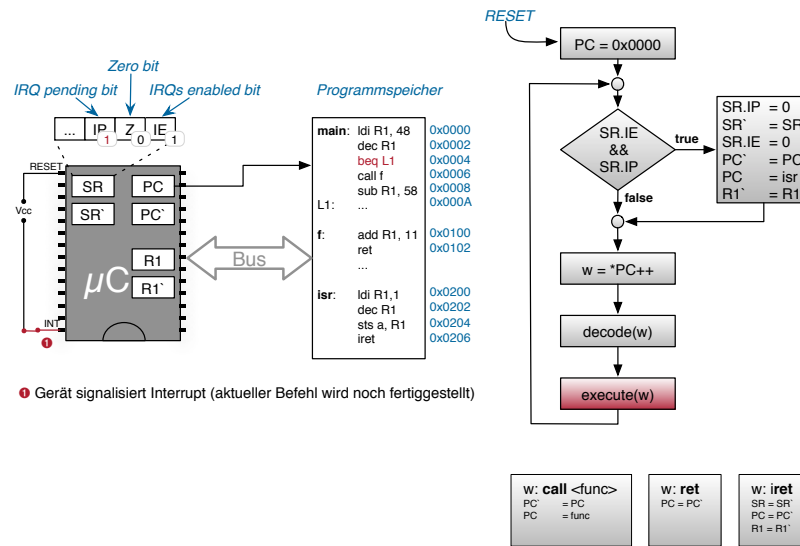 RESET
PC = 0x0000
Zero bit
IRQ pending bit
IRQs enabled bit
Programmspeicher
... IP Z IE
1 0 1
RESET
SR
PC
SR`
PC`
Vcc
R1
R1`
µC
INT
❶
Bus
main: ldi R1, 48 0x0000
dec R1 0x0002
beq L1 0x0004
call f 0x0006
sub R1, 58 0x0008
L1: ... 0x000A
f: add R1, 11 0x0100
ret 0x0102
...
isr: ldi R1,1 0x0200
dec R1 0x0202
sts a, R1 0x0204
iret 0x0206
❶ Gerät signalisiert Interrupt (aktueller Befehl wird noch fertiggestellt)
SR.IE
&&
SR.IP
true
false
SR.IP = 0
SR` = SR
SR.IE = 0
PC` = PC
PC = isr
R1` = R1
w = *PC++
decode(w)
execute(w)
w: call <func>
PC` = PC
PC = func
w: ret
PC = PC`
w: iret
SR = SR`
PC = PC`
R1 = R1`